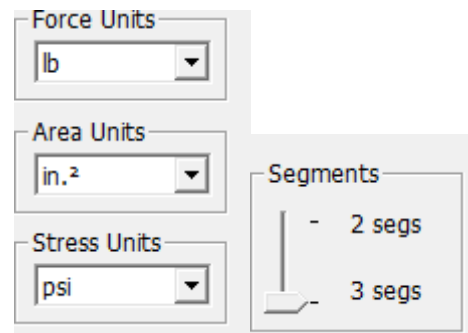 Force Units
lb
Area Units
in.²
Stress Units
psi
Segments
2 segs
3 segs